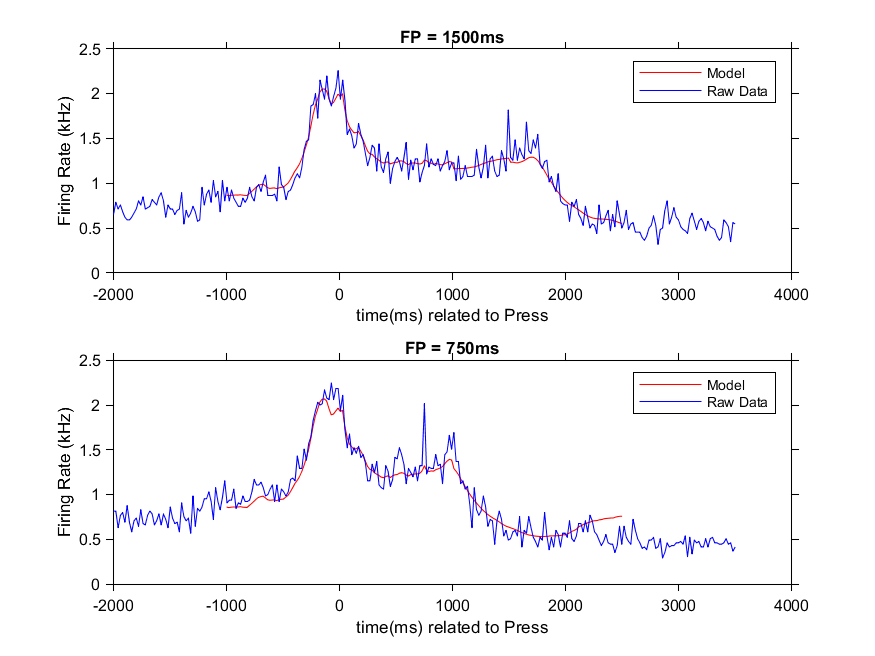 FP = 1500ms
2.5
2
1.5
1
0.5
0
Firing Rate (kHz)
Model
Raw Data
-2000 -1000 0 1000 2000 3000 4000
time(ms) related to Press
FP = 750ms
2.5
2
1.5
1
0.5
0
Firing Rate (kHz)
Model
Raw Data
-2000 -1000 0 1000 2000 3000 4000
time(ms) related to Press